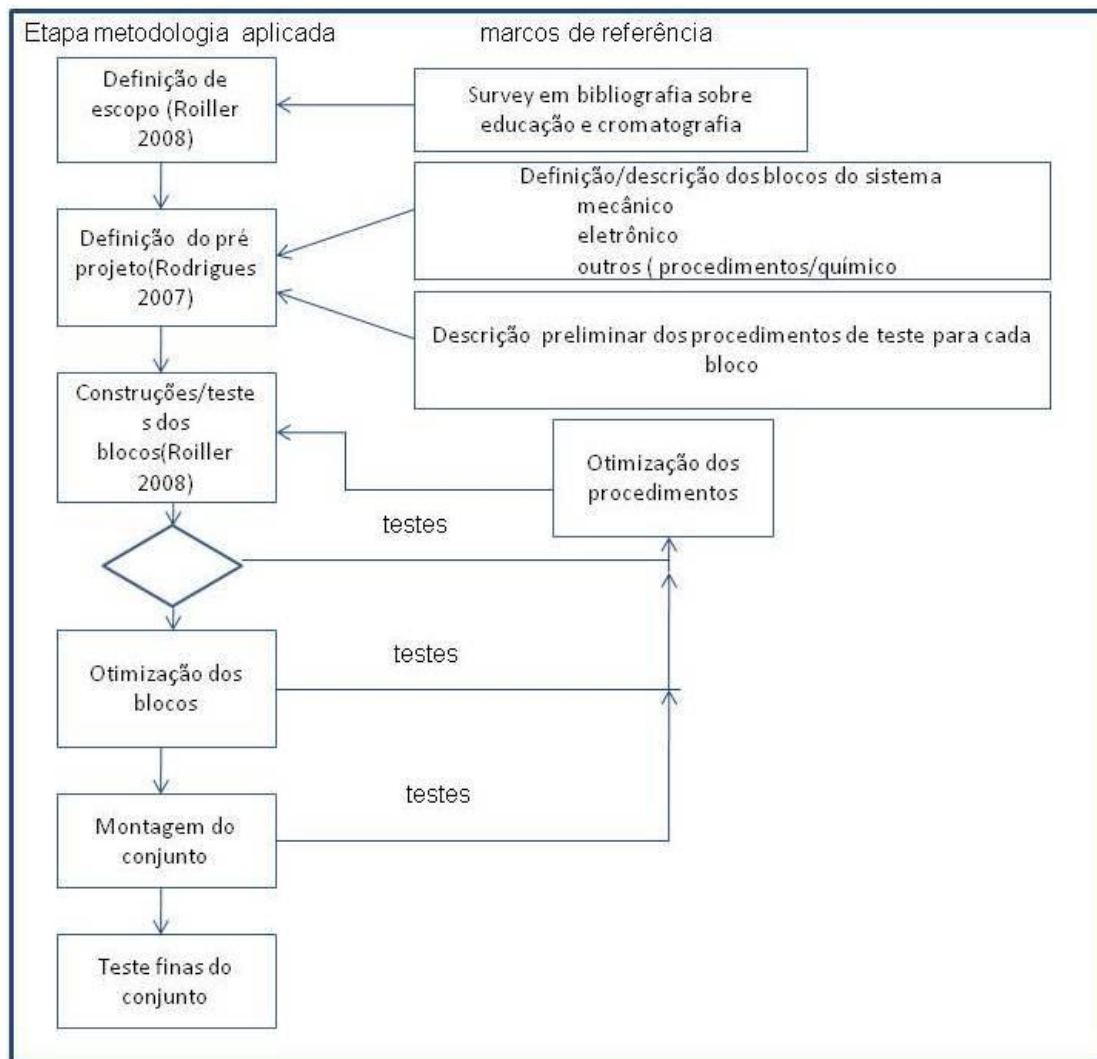 Etapa metodologia aplicada
marcos de referência
Definição de
escopo (Roiller
2008)
Survey em bibliografia sobre
educação e cromatografia
Definição/descrição dos blocos do sistema
mecânico
eletrônico
outros ( procedimentos/químico
Definição do pré
projeto(Rodrigues
2007)
Descrição preliminar dos procedimentos de teste para cada
bloco
Construções/teste
s dos
blocos(Roiller
2008)
Otimização dos
procedimentos
testes
Otimização dos
blocos
testes
Montagem do
conjunto
testes
Teste finas do
conjunto